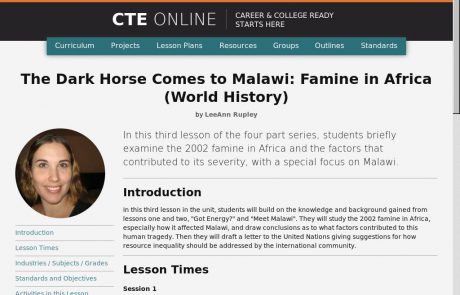 CTE ONLINE
CAREER & COLLEGE READY
STARTS HERE
Curriculum Projects Lesson Plans Resources Groups Outlines Standards
The Dark Horse Comes to Malawi: Famine in Africa
(World History)
by LeeAnn Rupley
In this third lesson of the four part series, students briefly
examine the 2002 famine in Africa and the factors that
contributed to its severity, with a special focus on Malawi.
Introduction
In this third lesson in the unit, students will build on the knowledge and background gained from
lessons one and two, "Got Energy?" and "Meet Malawi". They will study the 2002 famine in Africa,
especially how it affected Malawi, and draw conclusions as to what factors contributed to this
human tragedy. Then they will draft a letter to the United Nations giving suggestions for how
resource inequality should be addressed by the international community.
Lesson Times
Session 1
Introduction
Lesson Times
Industries / Subjects / Grades
Standards and Objectives
Activities in this Lesson